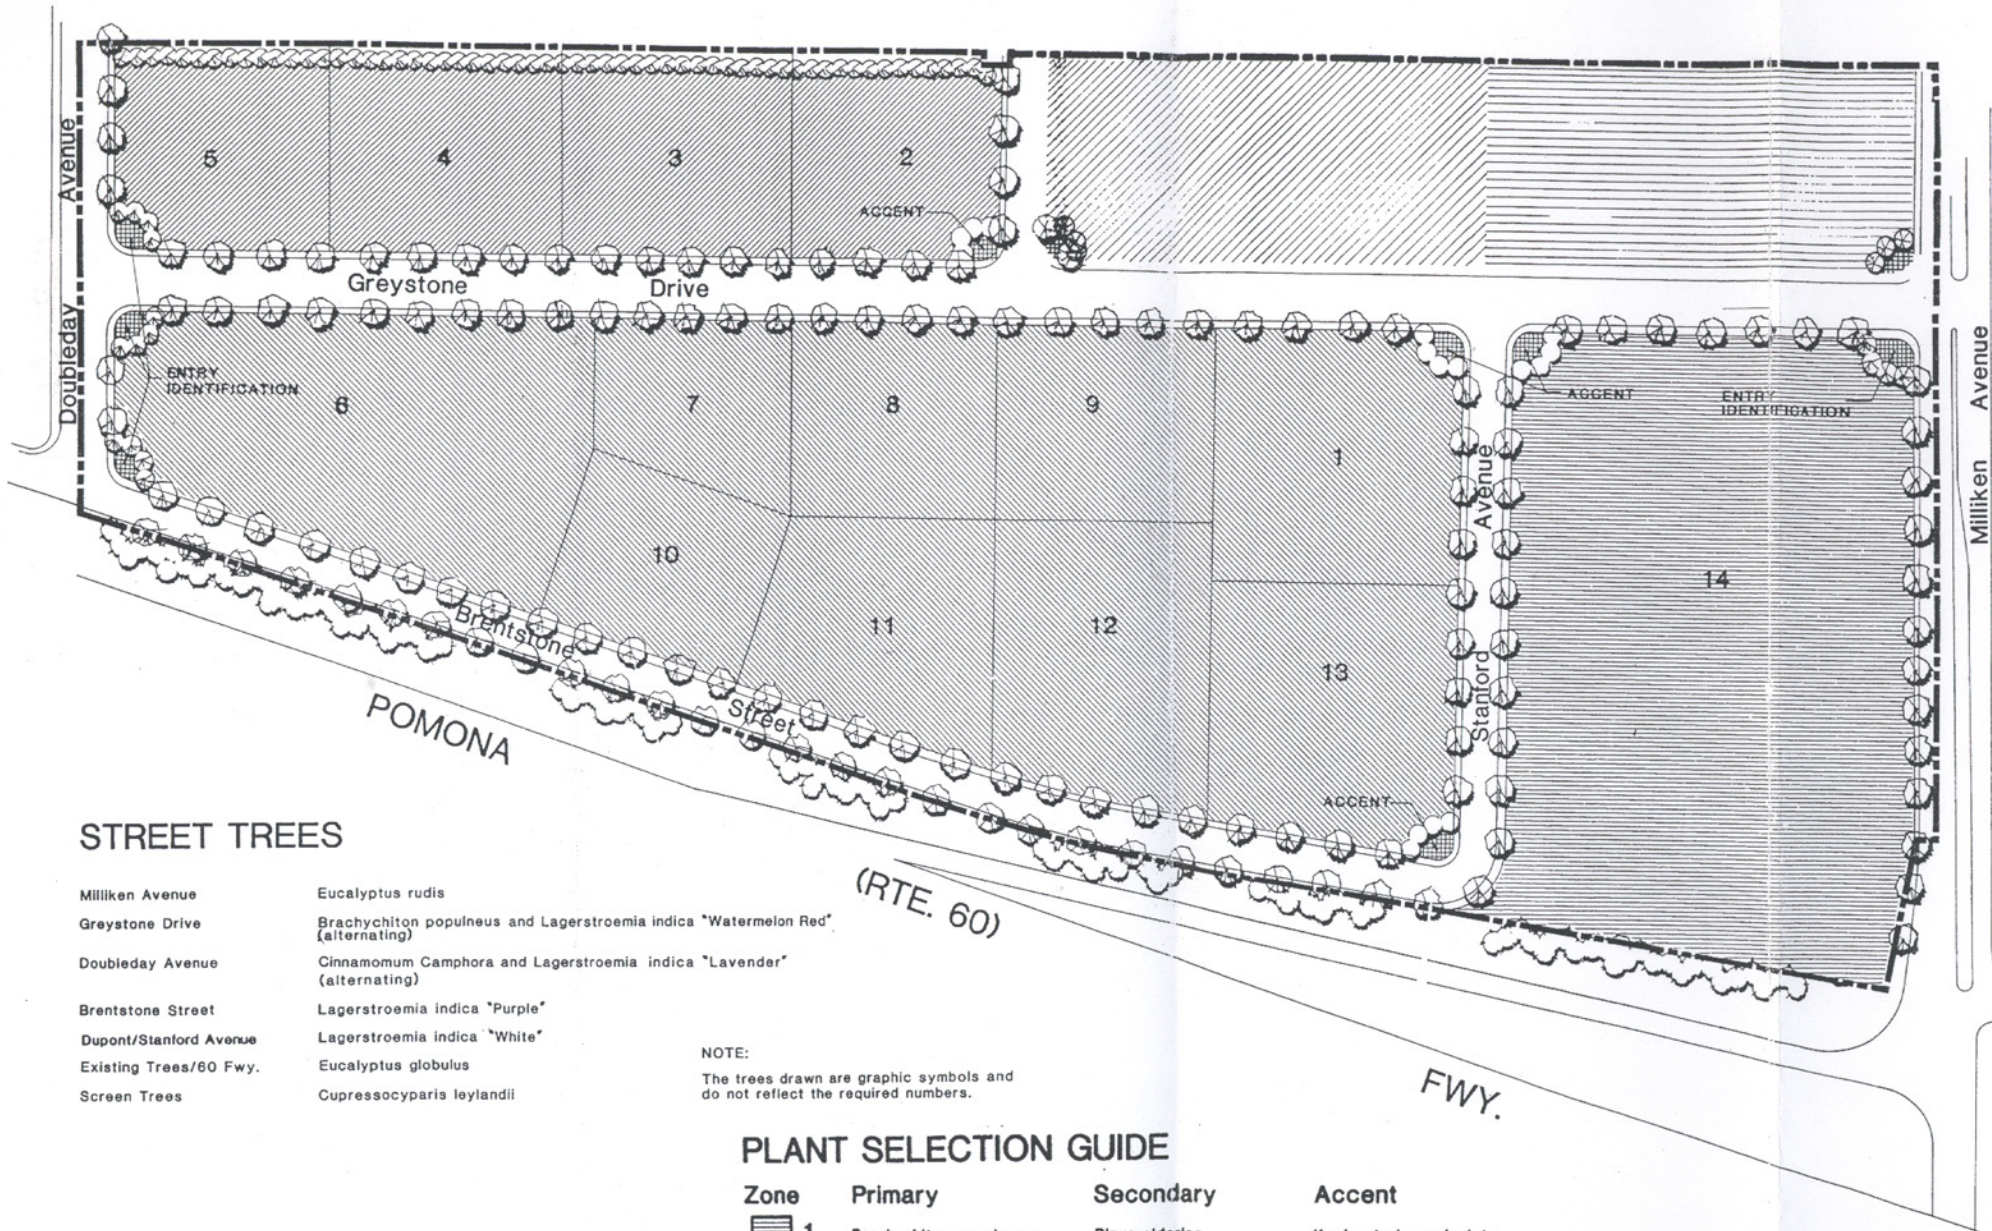 Avenue
Doubleday
5
4
3
2
ACCENT
Greystone Drive
ENTRY
IDENTIFICATION
6
7
8
9
1
ACCENT
ENTRY
IDENTIFICATION
Avenue
Milliken
Avenue
Stanford
10
11
12
13
14
Brentstone
Street
ACCENT
POMONA
(RTE. 60)
FWY.
STREET TREES
Milliken Avenue Eucalyptus rudis
Greystone Drive Brachychiton populneus and Lagerstroemia indica "Watermelon Red"
(alternating)
Doubleday Avenue Cinnamomum Camphora and Lagerstroemia indica "Lavender"
(alternating)
Brentstone Street Lagerstroemia indica "Purple"
Dupont/Stanford Avenue Lagerstroemia indica "White"
Existing Trees/60 Fwy. Eucalyptus globulus
Screen Trees Cupressocyparis leylandii
NOTE:
The trees drawn are graphic symbols and
do not reflect the required numbers.
PLANT SELECTION GUIDE
Zone Primary Secondary Accent
1